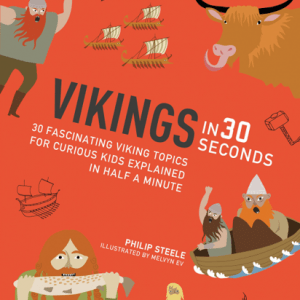 VIKINGS IN 30
SECONDS
30 FASCINATING VIKING TOPICS
FOR CURIOUS KIDS EXPLAINED
IN HALF A MINUTE
PHILIP STEELE
ILLUSTRATED BY MELVYN EV